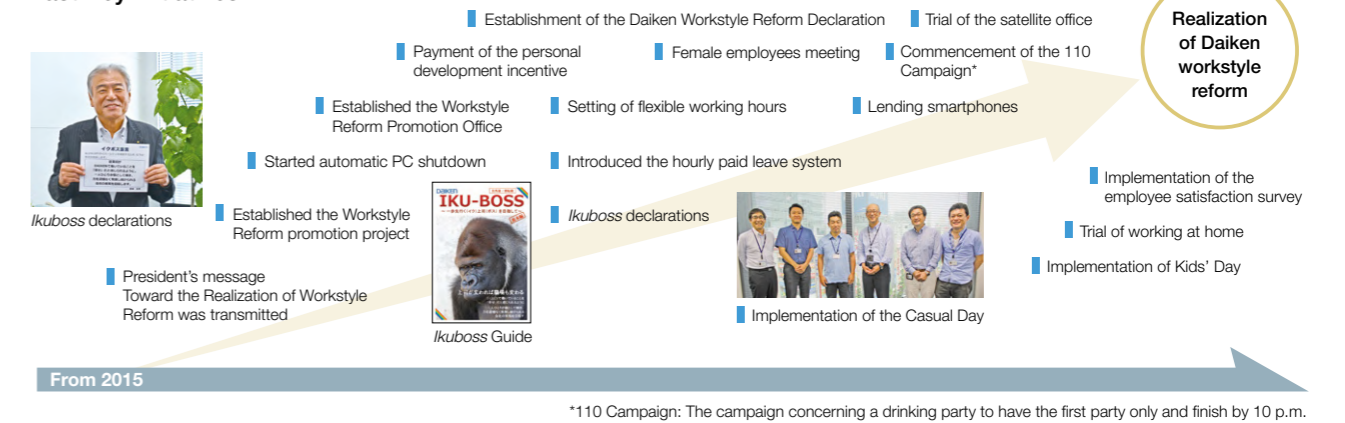 Establishment of the Daiken Workstyle Reform Declaration
Trial of the satellite office
Payment of the personal
development incentive
Female employees meeting
Commencement of the 110
Campaign*
Realization
of Daiken
workstyle
reform
Established the Workstyle
Reform Promotion Office
Setting of flexible working hours
Lending smartphones
Started automatic PC shutdown
Introduced the hourly paid leave system
Ikuboss declarations
Established the Workstyle
Reform promotion project
DAIKEN
IKU-BOSS
Ikuboss declarations
Implementation of the
employee satisfaction survey
Trial of working at home
Implementation of Kids' Day
President's message
Toward the Realization of Workstyle
Reform was transmitted
Ikuboss Guide
Implementation of the Casual Day
From 2015
*110 Campaign: The campaign concerning a drinking party to have the first party only and finish by 10 p.m.